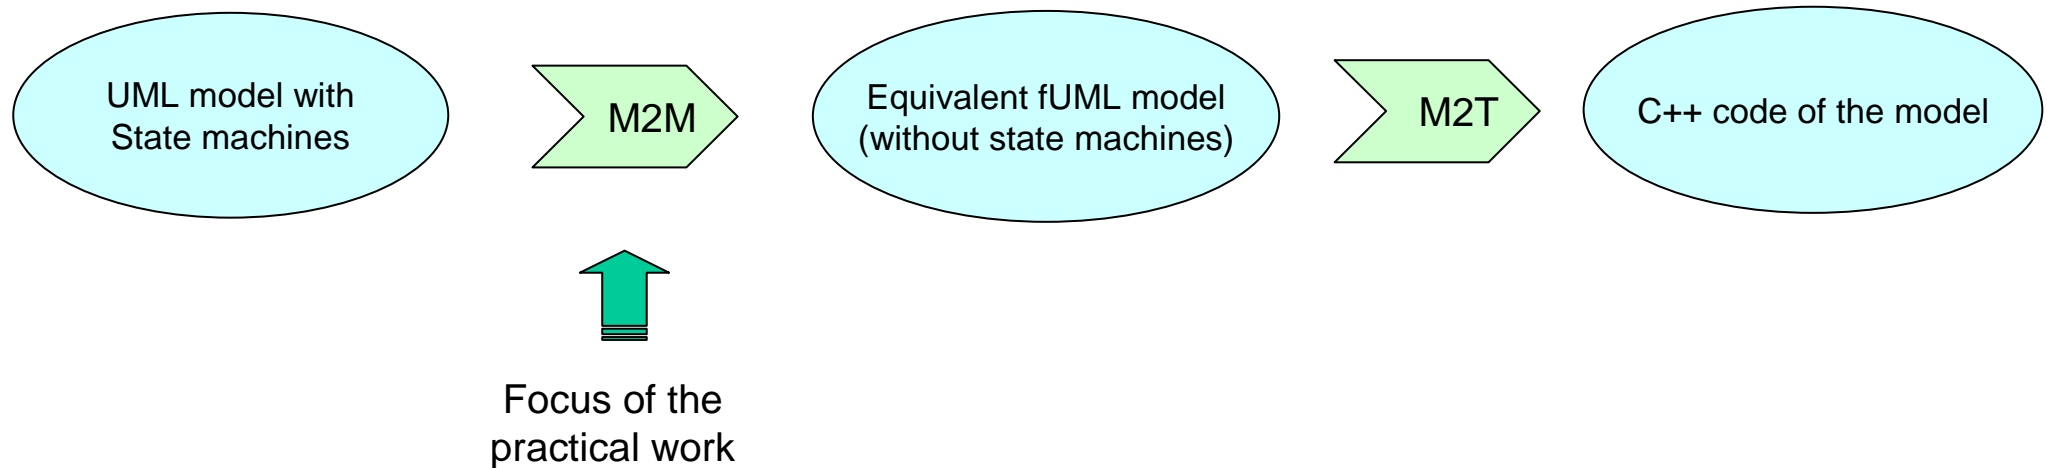 UML model with
State machines
M2M
Equivalent fUML model
(without state machines)
M2T
C++ code of the model
Focus of the
practical work